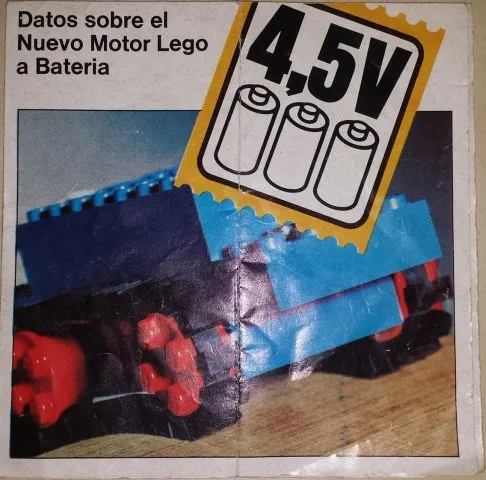 Datos sobre el
Nuevo Motor Lego
a Bateria
4,5V